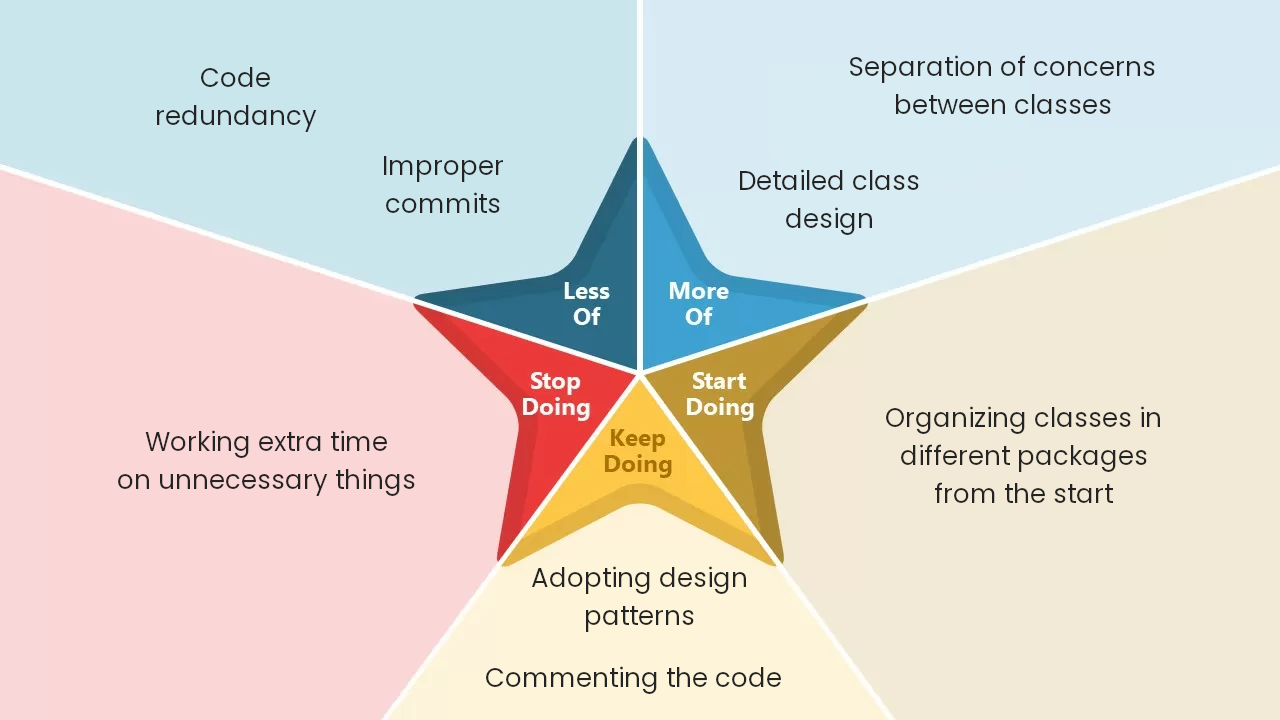 Code
redundancy
Improper
commits
Separation of concerns
between classes
Detailed class
design
Less
Of
More
Of
Stop
Doing
Start
Doing
Keep
Doing
Working extra time
on unnecessary things
Organizing classes in
different packages
from the start
Adopting design
patterns
Commenting the code